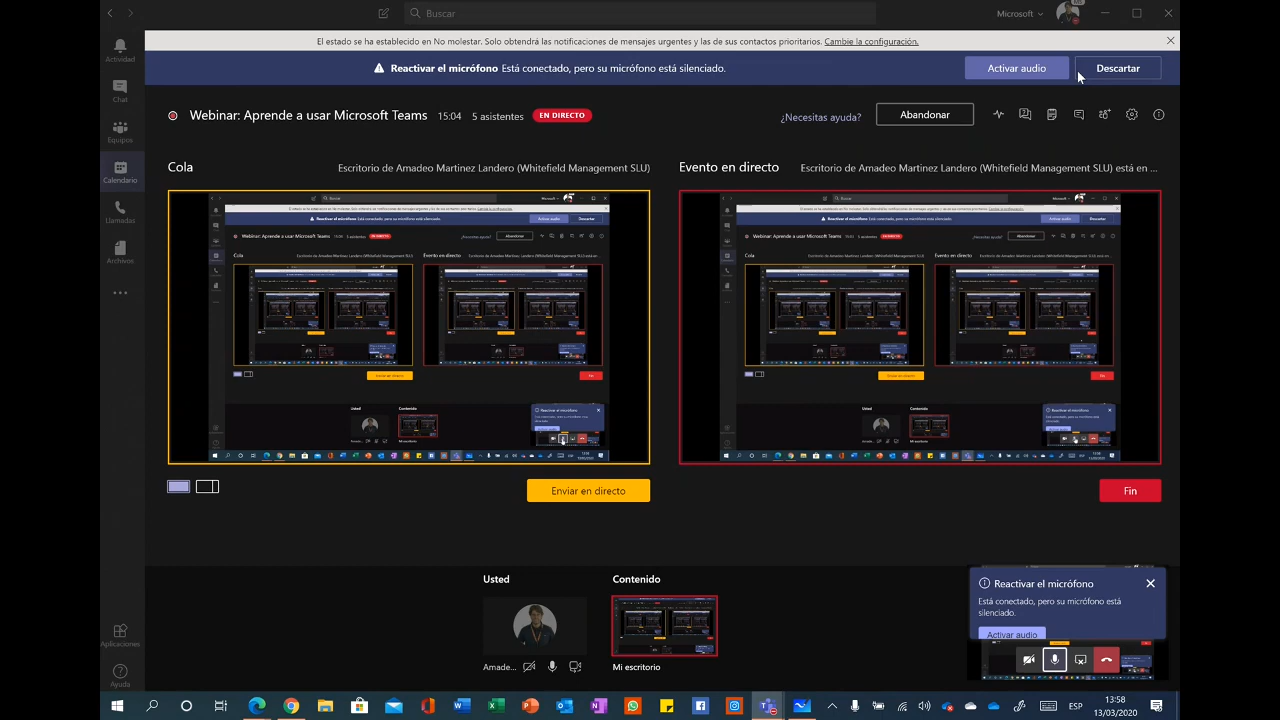 Buscar
Microsoft
El estado se ha establecido en No molestar. Solo obtendrá las notificaciones de mensajes urgentes y las de sus contactos prioritarios. Cambie la configuración.
Reactivar el micrófono Está conectado, pero su micrófono está silenciado.
Activar audio
Descartar
Actividad
Chat
Equipos
Calendario
Llamadas
Archivos
Aplicaciones
Ayuda
Webinar: Aprende a usar Microsoft Teams 15:04 5 asistentes EN DIRECTO
¿Necesitas ayuda?
Abandonar
Cola
Escritorio de Amadeo Martinez Landero (Whitefield Management SLU)
Evento en directo
Escritorio de Amadeo Martinez Landero (Whitefield Management SLU) está en ...
Enviar en directo
Fin
Usted
Contenido
Amade...
Mi escritorio
Reactivar el micrófono
Está conectado, pero su micrófono está
silenciado.
Activar audio
ESP
13:58
13/03/2020